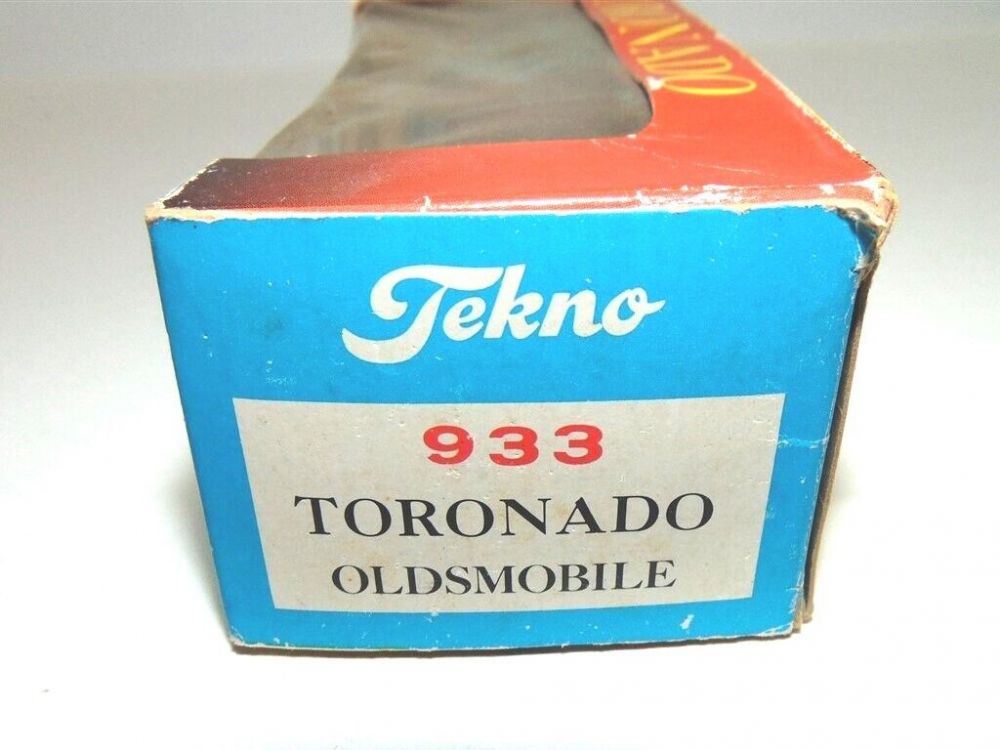 Tekno
933
TORONADO
OLDSMOBILE